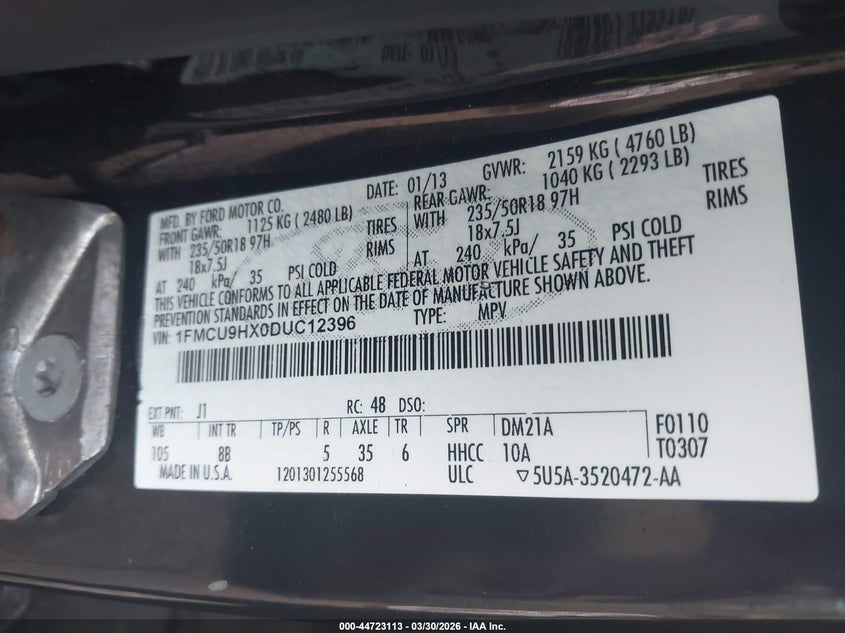 MFD. BY FORD MOTOR CO. DATE: 01/13 GVWR: 2159 KG ( 4760 LB)
FRONT GAWR: 1125 KG ( 2480 LB) REAR GAWR: 1040 KG ( 2293 LB)
WITH 235/50R18 97H TIRES WITH 235/50R18 97H TIRES
18x7.5J RIMS 18x7.5J RIMS
AT 240 kPa/ 35 PSI COLD AT 240 kPa/ 35 PSI COLD
THIS VEHICLE CONFORMS TO ALL APPLICABLE FEDERAL MOTOR VEHICLE SAFETY AND THEFT
PREVENTION STANDARDS IN EFFECT ON THE DATE OF MANUFACTURE SHOWN ABOVE.
VIN: 1FMCU9HX0DUC12396 TYPE: MPV
EXT PNT: J1 RC: 48 DSO:
WB INT TR TP/PS R AXLE TR SPR DM21A F0110
105 8B 5 35 6 HHCC 10A T0307
MADE IN U.S.A. 1201301255568 ULC ▽5U5A-3520472-AA
000-44723113 - 03/30/2026 - IAA Inc.